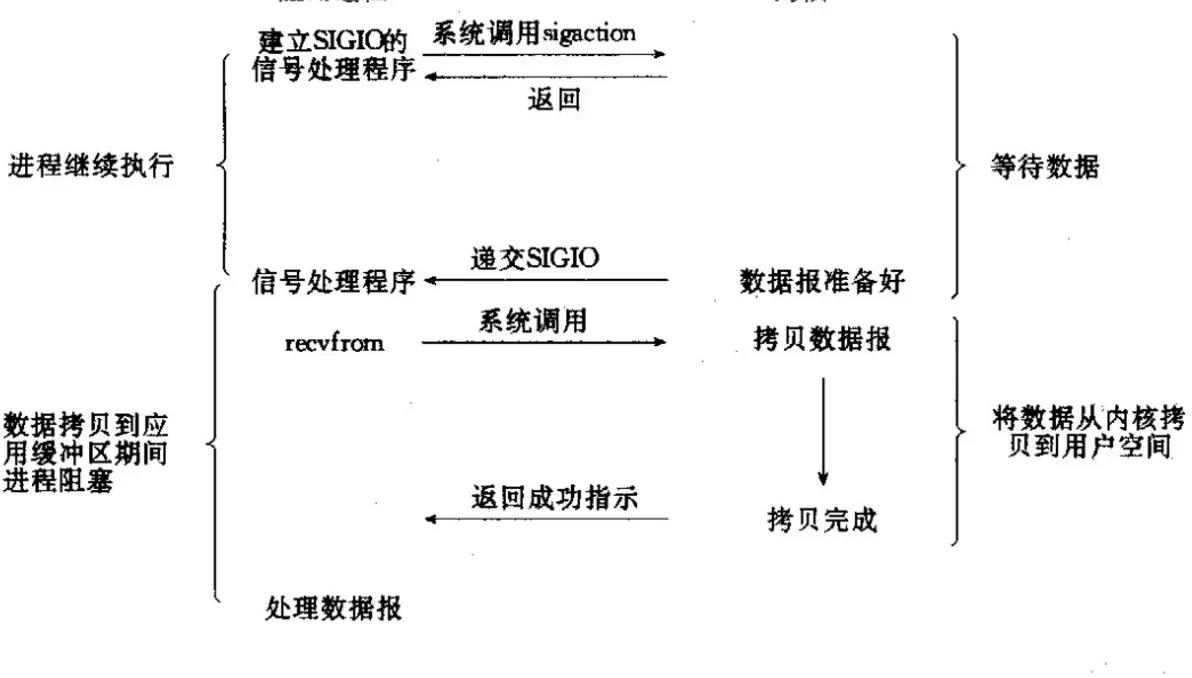 建立SIGIO的
信号处理程序
系统调用sigaction
返回
进程继续执行
等待数据
递交SIGIO
信号处理程序
数据报准备好
系统调用
recvfrom
拷贝数据报
数据拷贝到应
用缓冲区期间
进程阻塞
将数据从内核拷
贝到用户空间
返回成功指示
拷贝完成
处理数据报